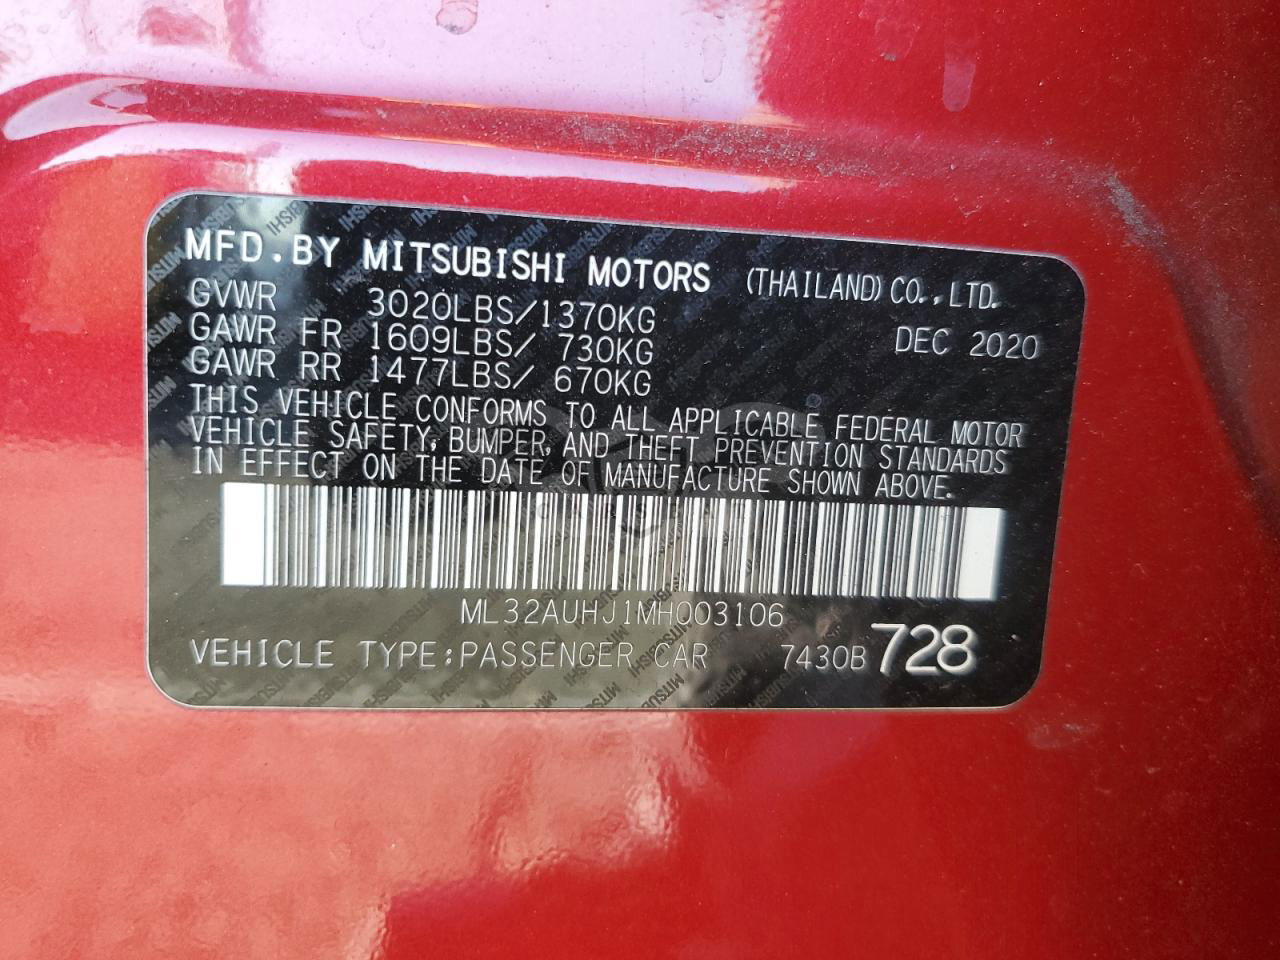 MFD.BY MITSUBISHI MOTORS (THAILAND) CO.,LTD.
GVWR 3020LBS/1370KG
GAWR FR 1609LBS/ 730KG DEC 2020
GAWR RR 1477LBS/ 670KG
THIS VEHICLE CONFORMS TO ALL APPLICABLE FEDERAL MOTOR
VEHICLE SAFETY, BUMPER, AND THEFT PREVENTION STANDARDS
IN EFFECT ON THE DATE OF MANUFACTURE SHOWN ABOVE.
ML32AUHJ1MH003106
VEHICLE TYPE:PASSENGER CAR 7430B 728